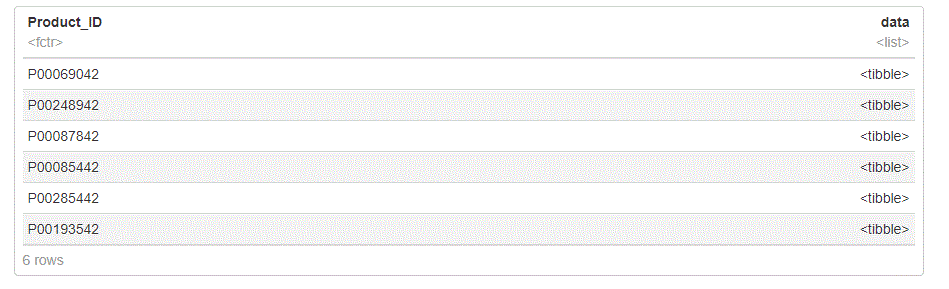 Product_ID data
<fctr> <list>
P00069042 <tibble>
P00248942 <tibble>
P00087842 <tibble>
P00085442 <tibble>
P00285442 <tibble>
P00193542 <tibble>
6 rows